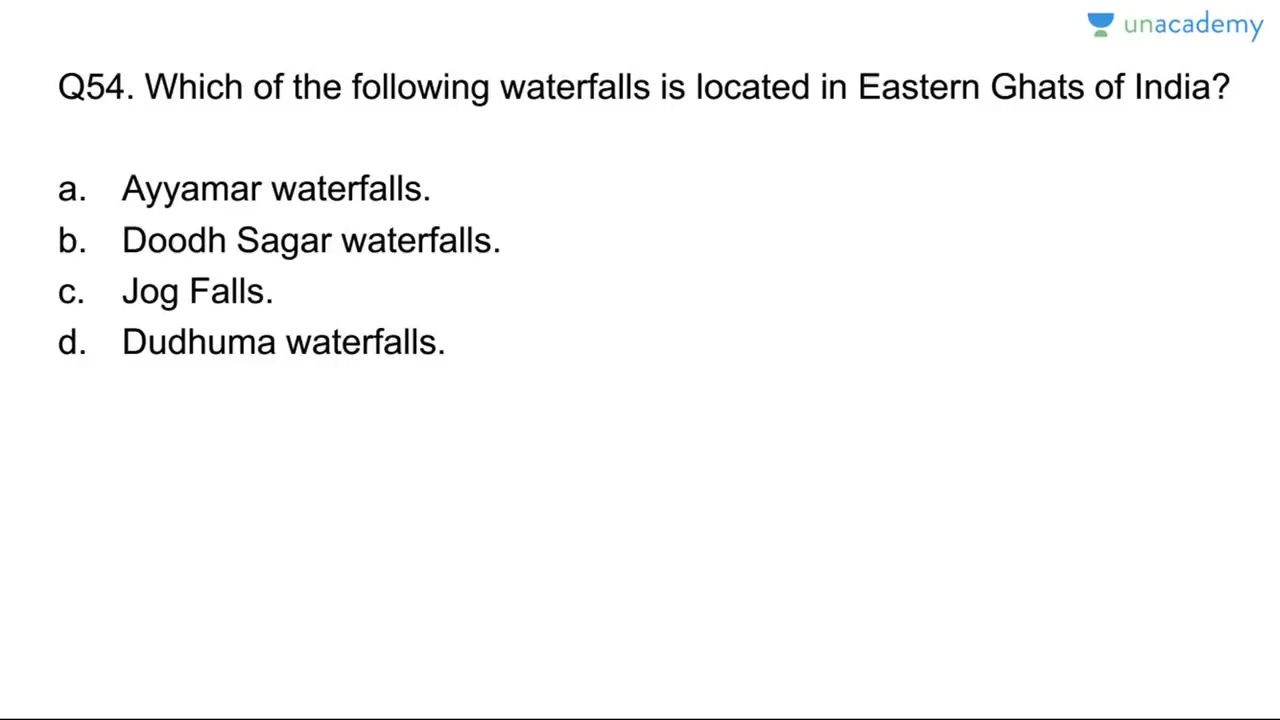 unacademy
Q54. Which of the following waterfalls is located in Eastern Ghats of India?
a. Ayyamar waterfalls.
b. Doodh Sagar waterfalls.
c. Jog Falls.
d. Dudhuma waterfalls.